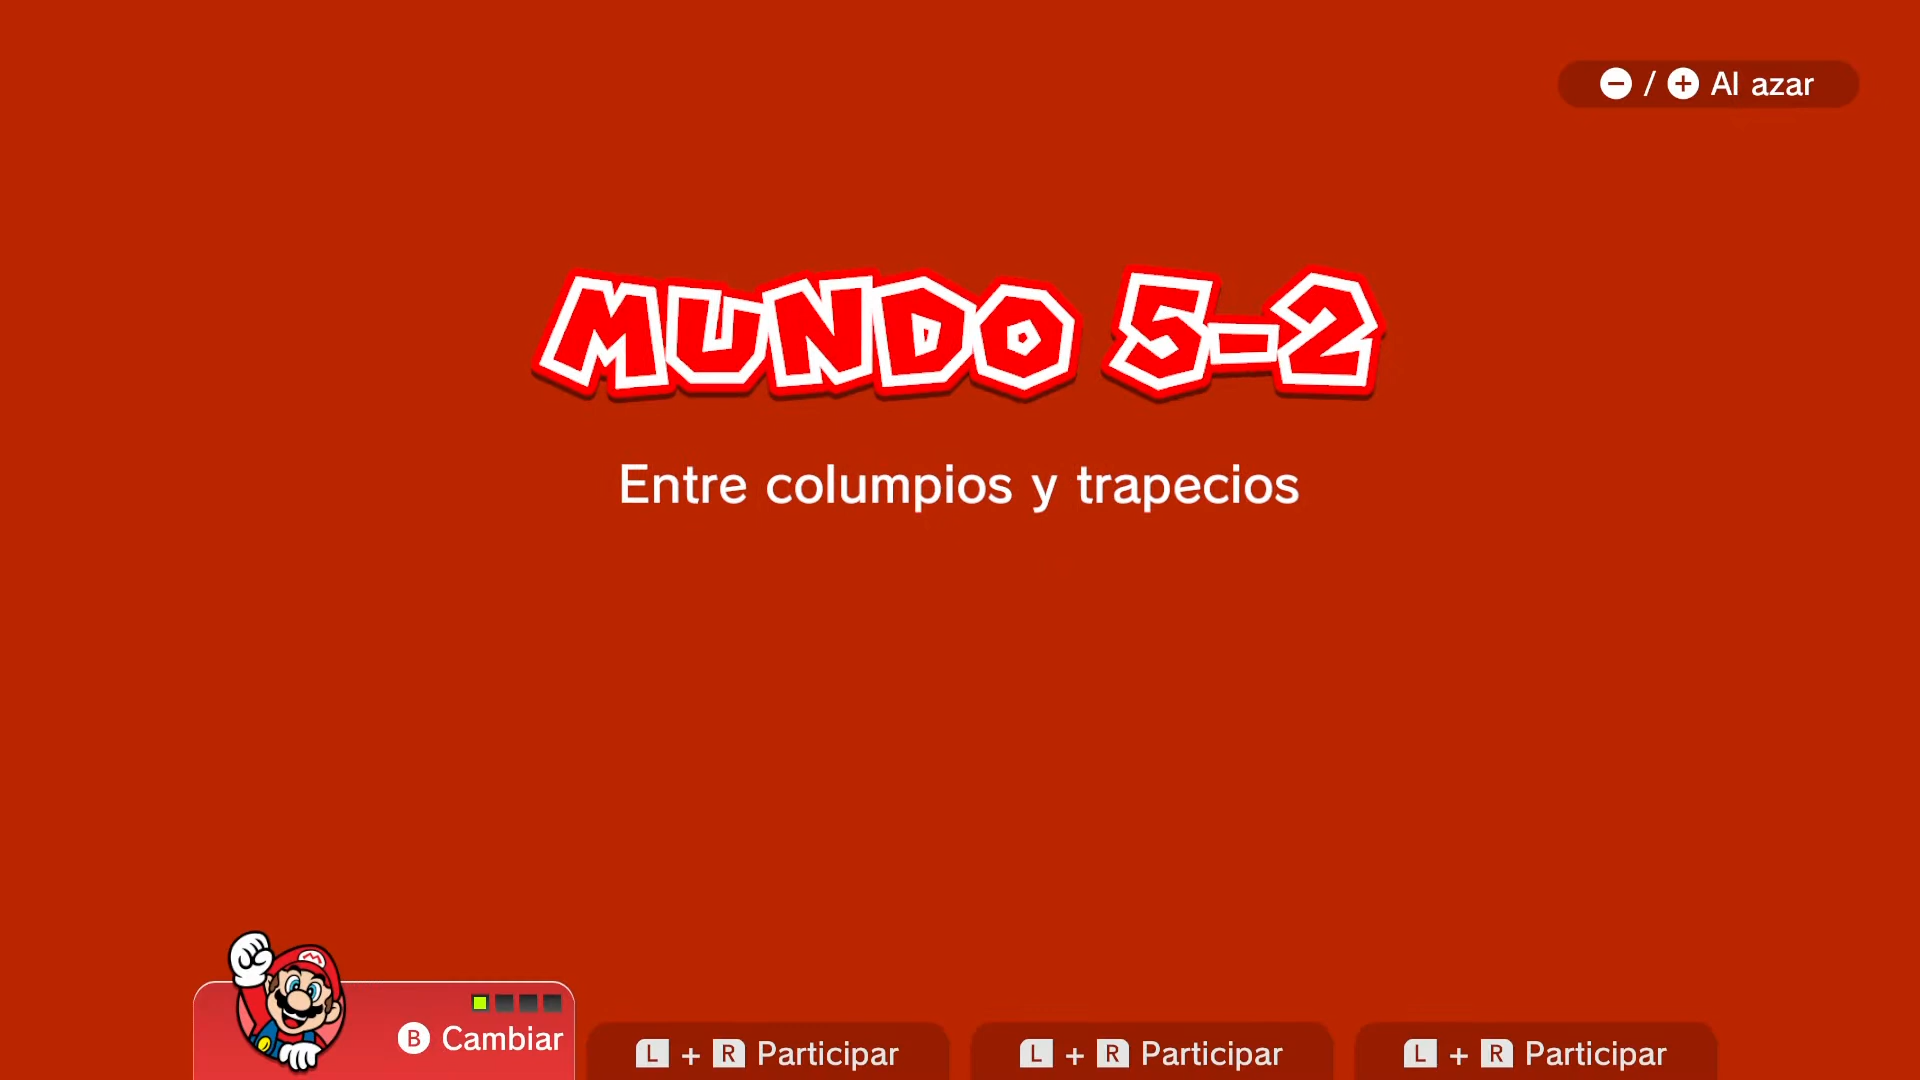 - / + Al azar
MUNDO 5-2
Entre columpios y trapecios
B Cambiar
L + R Participar
L + R Participar
L + R Participar